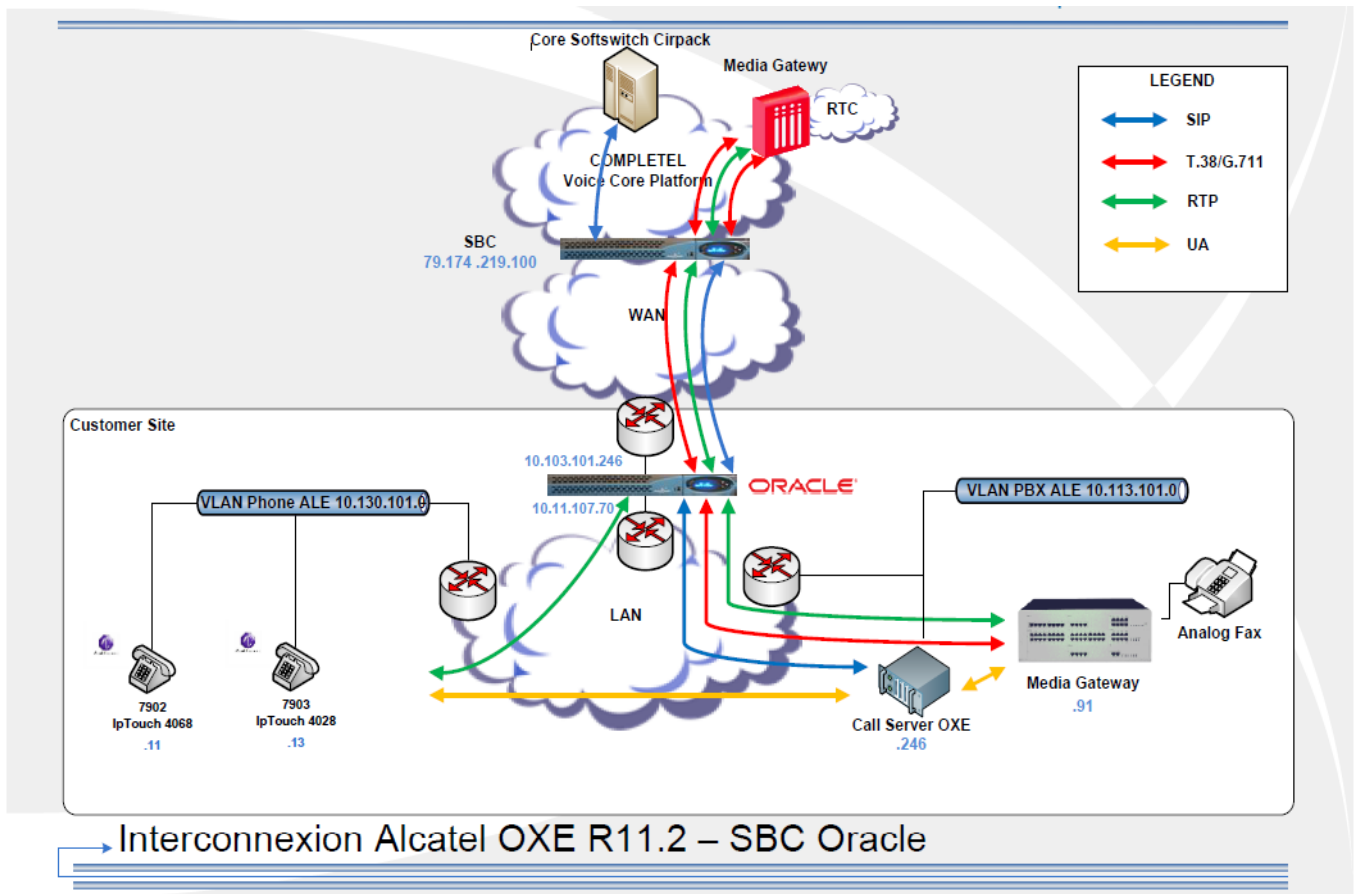 Core Softswitch Cirpack
Media Gatewy
RTC
COMPLETEL
Voice Core Platform
SBC
79.174 .219.100
LEGEND
SIP
T.38/G.711
RTP
UA
WAN
Customer Site
10.103.101.246
ORACLE
10.11.107.70
VLAN Phone ALE 10.130.101.0
VLAN PBX ALE 10.113.101.0
LAN
Analog Fax
7902
IpTouch 4068
.11
7903
IpTouch 4028
.13
Call Server OXE
.246
Media Gateway
.91
Interconnexion Alcatel OXE R11.2 – SBC Oracle